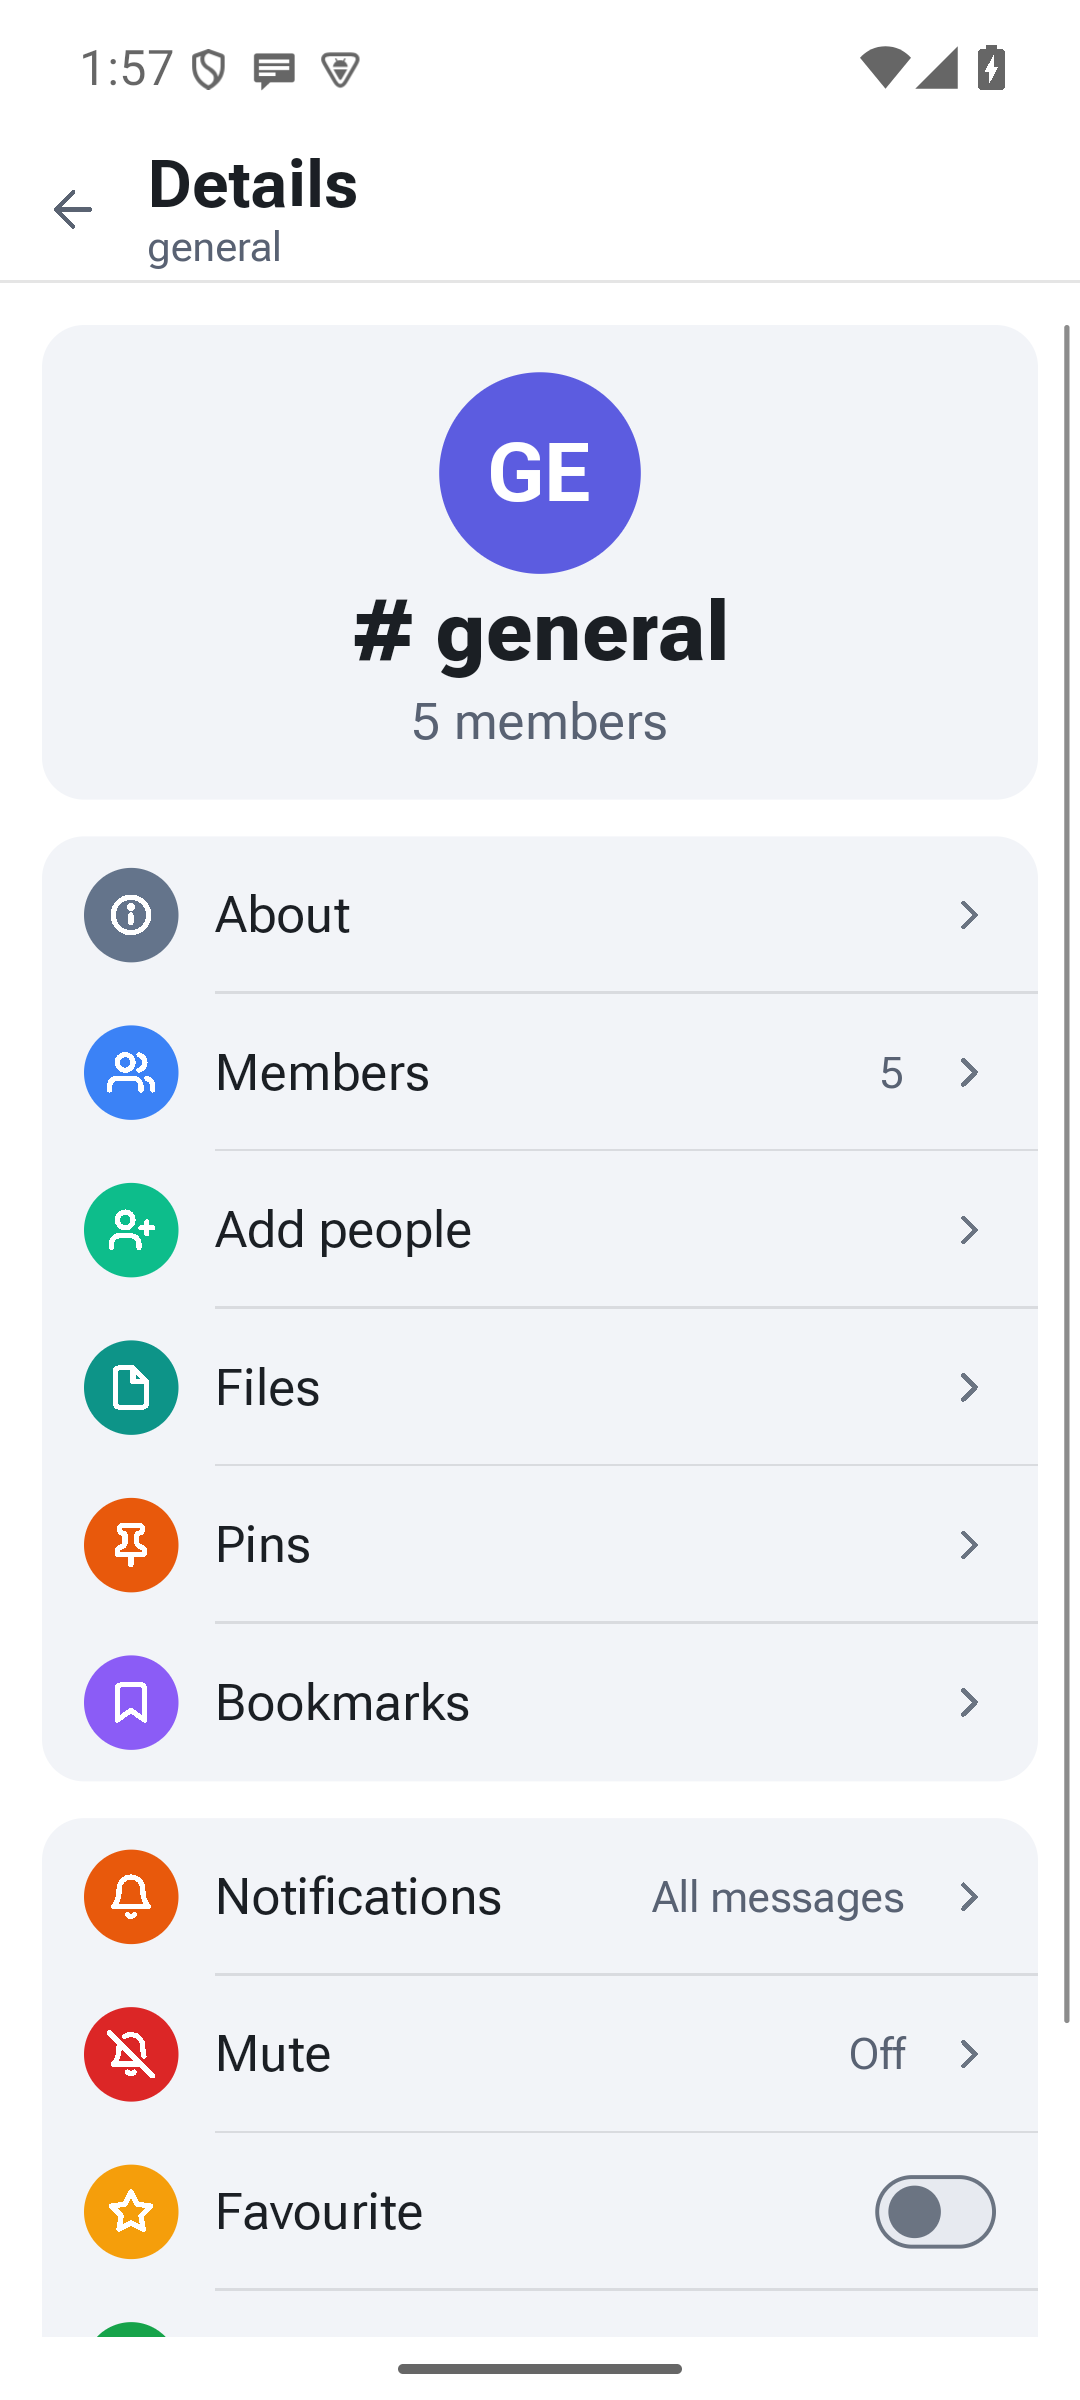 1:57
Details
general
GE
# general
5 members
About
Members 5
Add people
Files
Pins
Bookmarks
Notifications All messages
Mute Off
Favourite